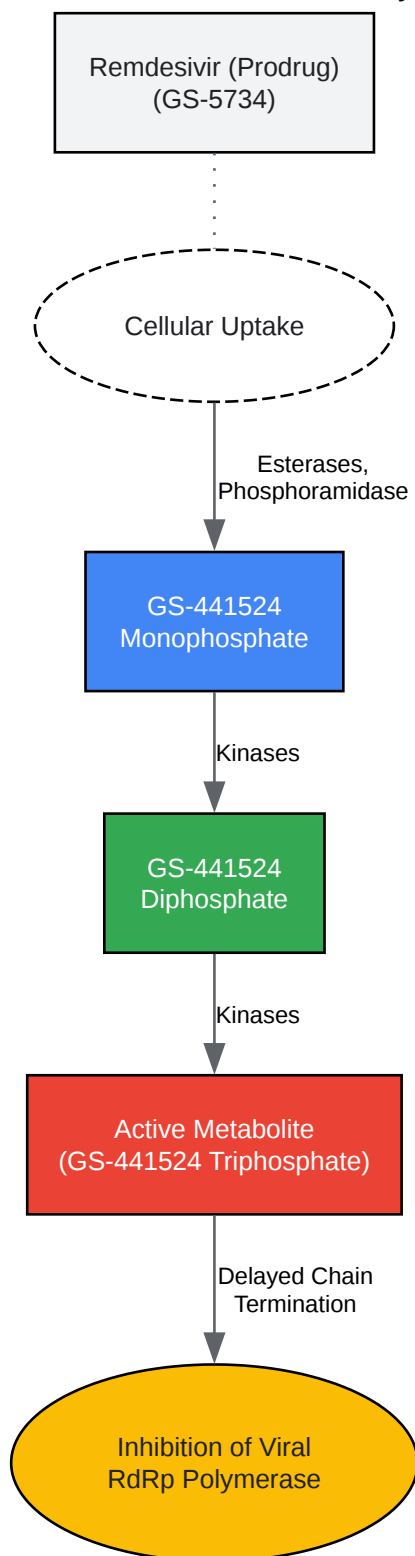 Remdesivir (Prodrug)
(GS-5734)
Cellular Uptake
Esterases,
Phosphoramidase
GS-441524
Monophosphate
Kinases
GS-441524
Diphosphate
Kinases
Active Metabolite
(GS-441524 Triphosphate)
Delayed Chain
Termination
Inhibition of Viral
RdRp Polymerase